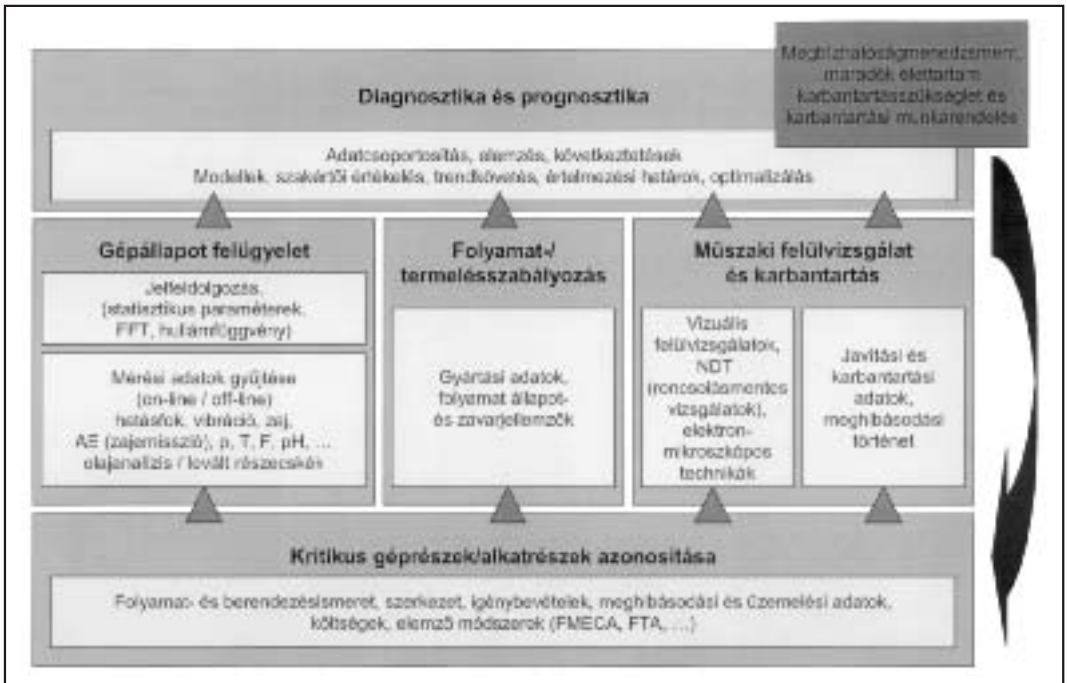 Megbízhatóságmenedzsment,
maradék élettartam
karbantartásszükséglet és
karbantartási munkarendelés
Diagnosztika és prognosztika
Adatcsoportosítás, elemzés, következtetések
Modellek, szakértői értékelés, trendkövetés, értelmezési határok, optimalizálás
Gépállapot felügyelet
Jelfeldolgozás,
(statisztikus paraméterek,
FFT, hullámfüggvény)
Mérési adatok gyűjtése
(on-line / off-line)
hatásfok, vibráció, zaj,
AE (zajemisszió), p, T, F, pH, ...
olajanalízis / levált részecskék
Folyamat-/
termelésszabályozás
Gyártási adatok,
folyamat állapot-
és zavarjellemzők
Műszaki felülvizsgálat
és karbantartás
Vizuális
felülvizsgálatok,
NDT
(roncsolásmentes
vizsgálatok),
elektron-
mikroszkópos
technikák
Javítási és
karbantartási
adatok,
meghibásodási
történet
Kritikus géprészek/alkatrészek azonosítása
Folyamat- és berendezésismeret, szerkezet, igénybevételek, meghibásodási és üzemelési adatok,
költségek, elemző módszerek (FMECA, FTA, ...)